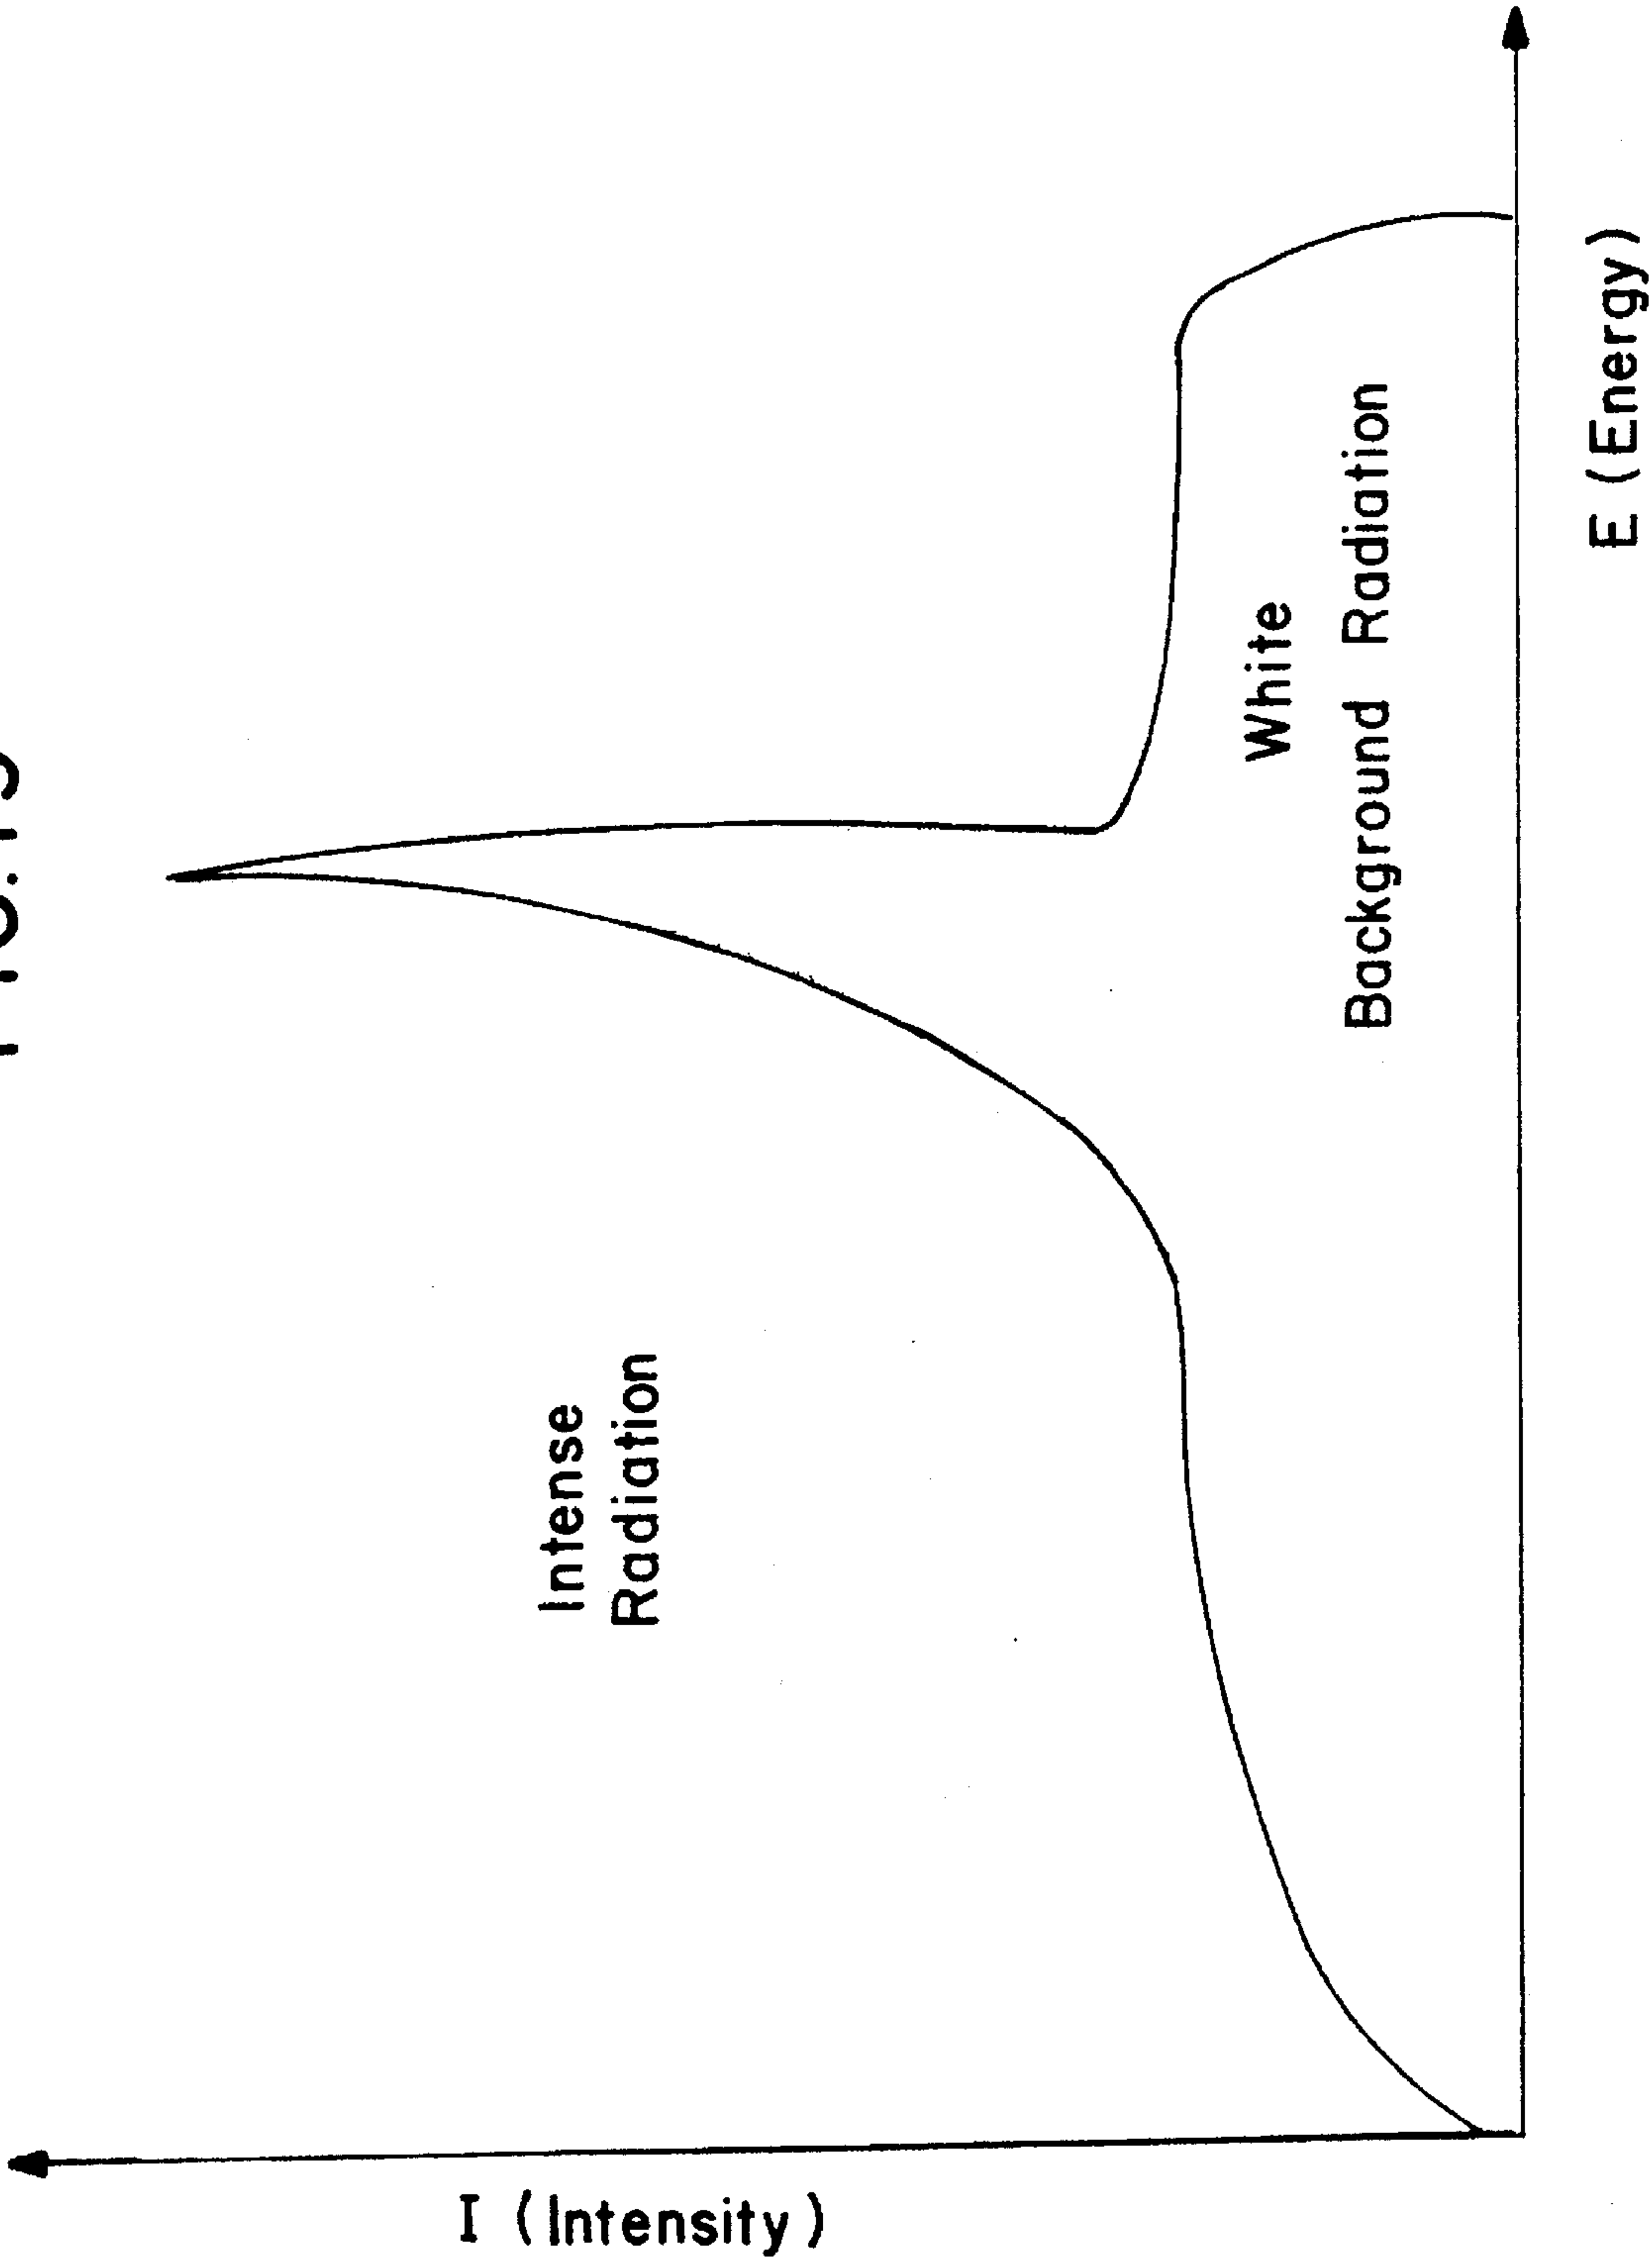 Intense
Radiation
White
Background Radiation
I (Intensity)
E (Energy)